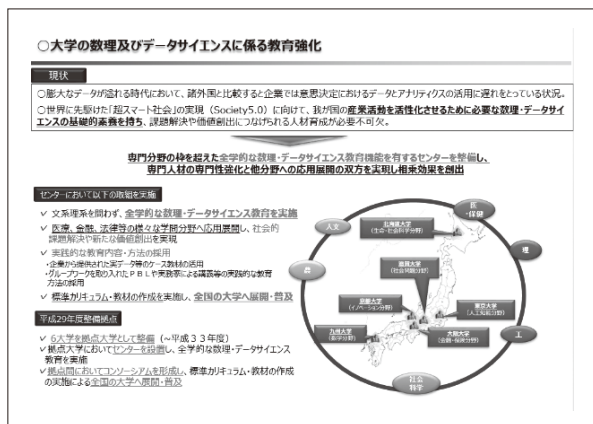 ○大学の数理及びデータサイエンスに係る教育強化
現状
○膨大なデータが溢れる時代において、諸外国と比較すると企業では意思決定におけるデータとアナリティクスの活用に遅れをとっている状況。
○世界に先駆けた「超スマート社会」の実現（Society5.0）に向けて、我が国の産業活動を活性化させるために必要な数理・データサイ
エンスの基礎的素養を持ち、課題解決や価値創出につなげられる人材育成が必要不可欠。
専門分野の枠を超えた全学的な数理・データサイエンス教育機能を有するセンターを整備し、
専門人材の専門性強化と他分野への応用展開の双方を実現し相乗効果を創出
センターにおいて以下の取組を実施
✓ 文系理系を問わず、全学的な数理・データサイエンス教育を実施
✓ 医療、金融、法律等の様々な学問分野へ応用展開し、社会的
課題解決や新たな価値創出を実現
✓ 実践的な教育内容・方法の採用
・企業から提供された実データ等のケース教材の活用
・グループワークを取り入れたPBLや実務家による講義等の実践的な教育
方法の採用
✓ 標準カリキュラム・教材の作成を実施し、全国の大学へ展開・普及
平成29年度整備拠点
✓ 6大学を拠点大学として整備（～平成33年度）
✓拠点大学においてセンターを設置し、全学的な数理・データサイエンス
教育を実施
✓拠点間においてコンソーシアムを形成し、標準カリキュラム・教材の作成
の実施による全国の大学へ展開・普及
医
・保健
人文
北海道大学
理
農
滋賀大学
京都大学
（イノベーション分野）
東京大学
九州大学
大阪大学
工
社会
科学